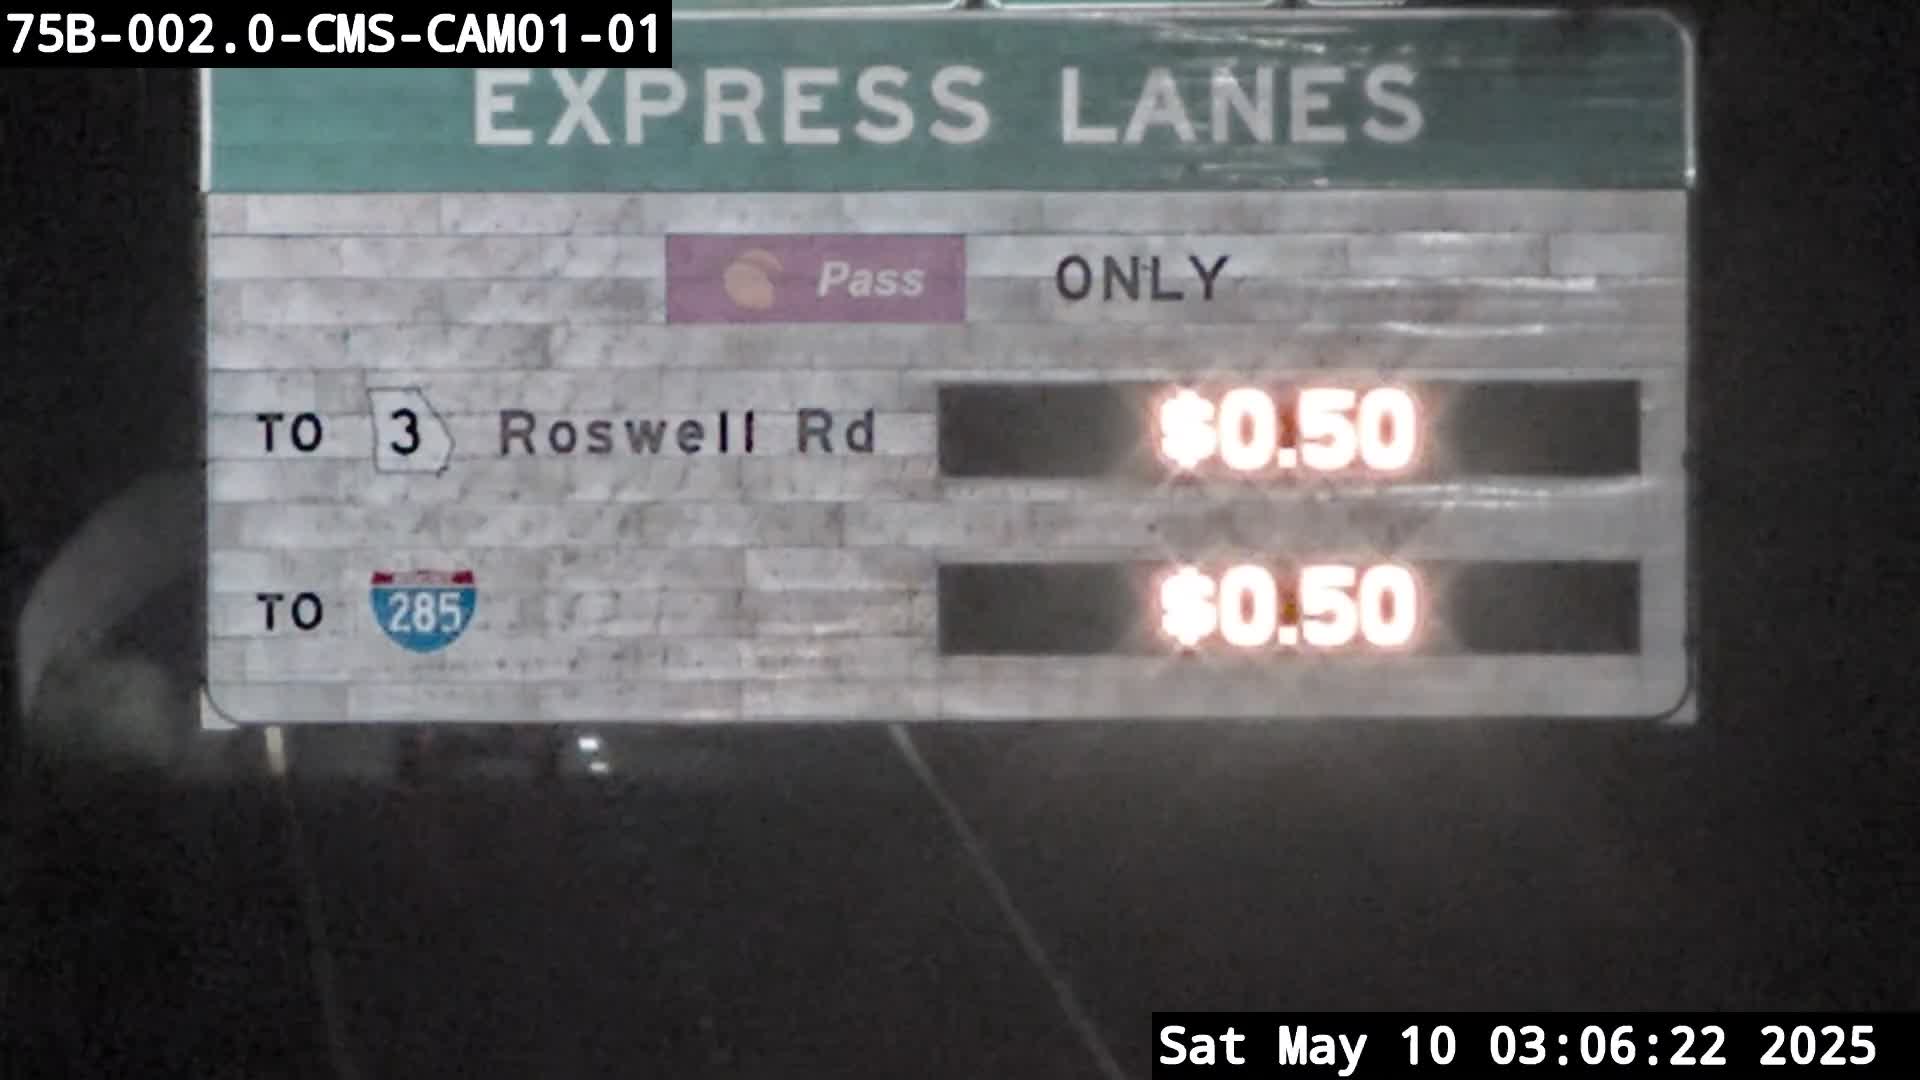 75B-002.0-CMS-CAM01-01
EXPRESS LANES
Pass ONLY
TO 3 Roswell Rd $0.50
TO 285 $0.50
Sat May 10 03:06:22 2025